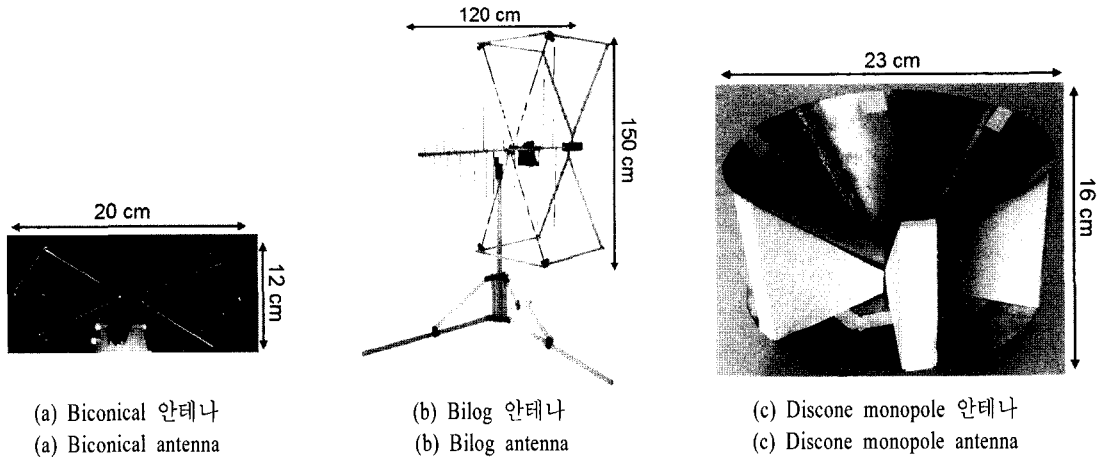 20 cm
12 cm
(a) Biconical 안테나
(a) Biconical antenna
120 cm
150 cm
(b) Bilog 안테나
(b) Bilog antenna
23 cm
16 cm
(c) Discone monopole 안테나
(c) Discone monopole antenna